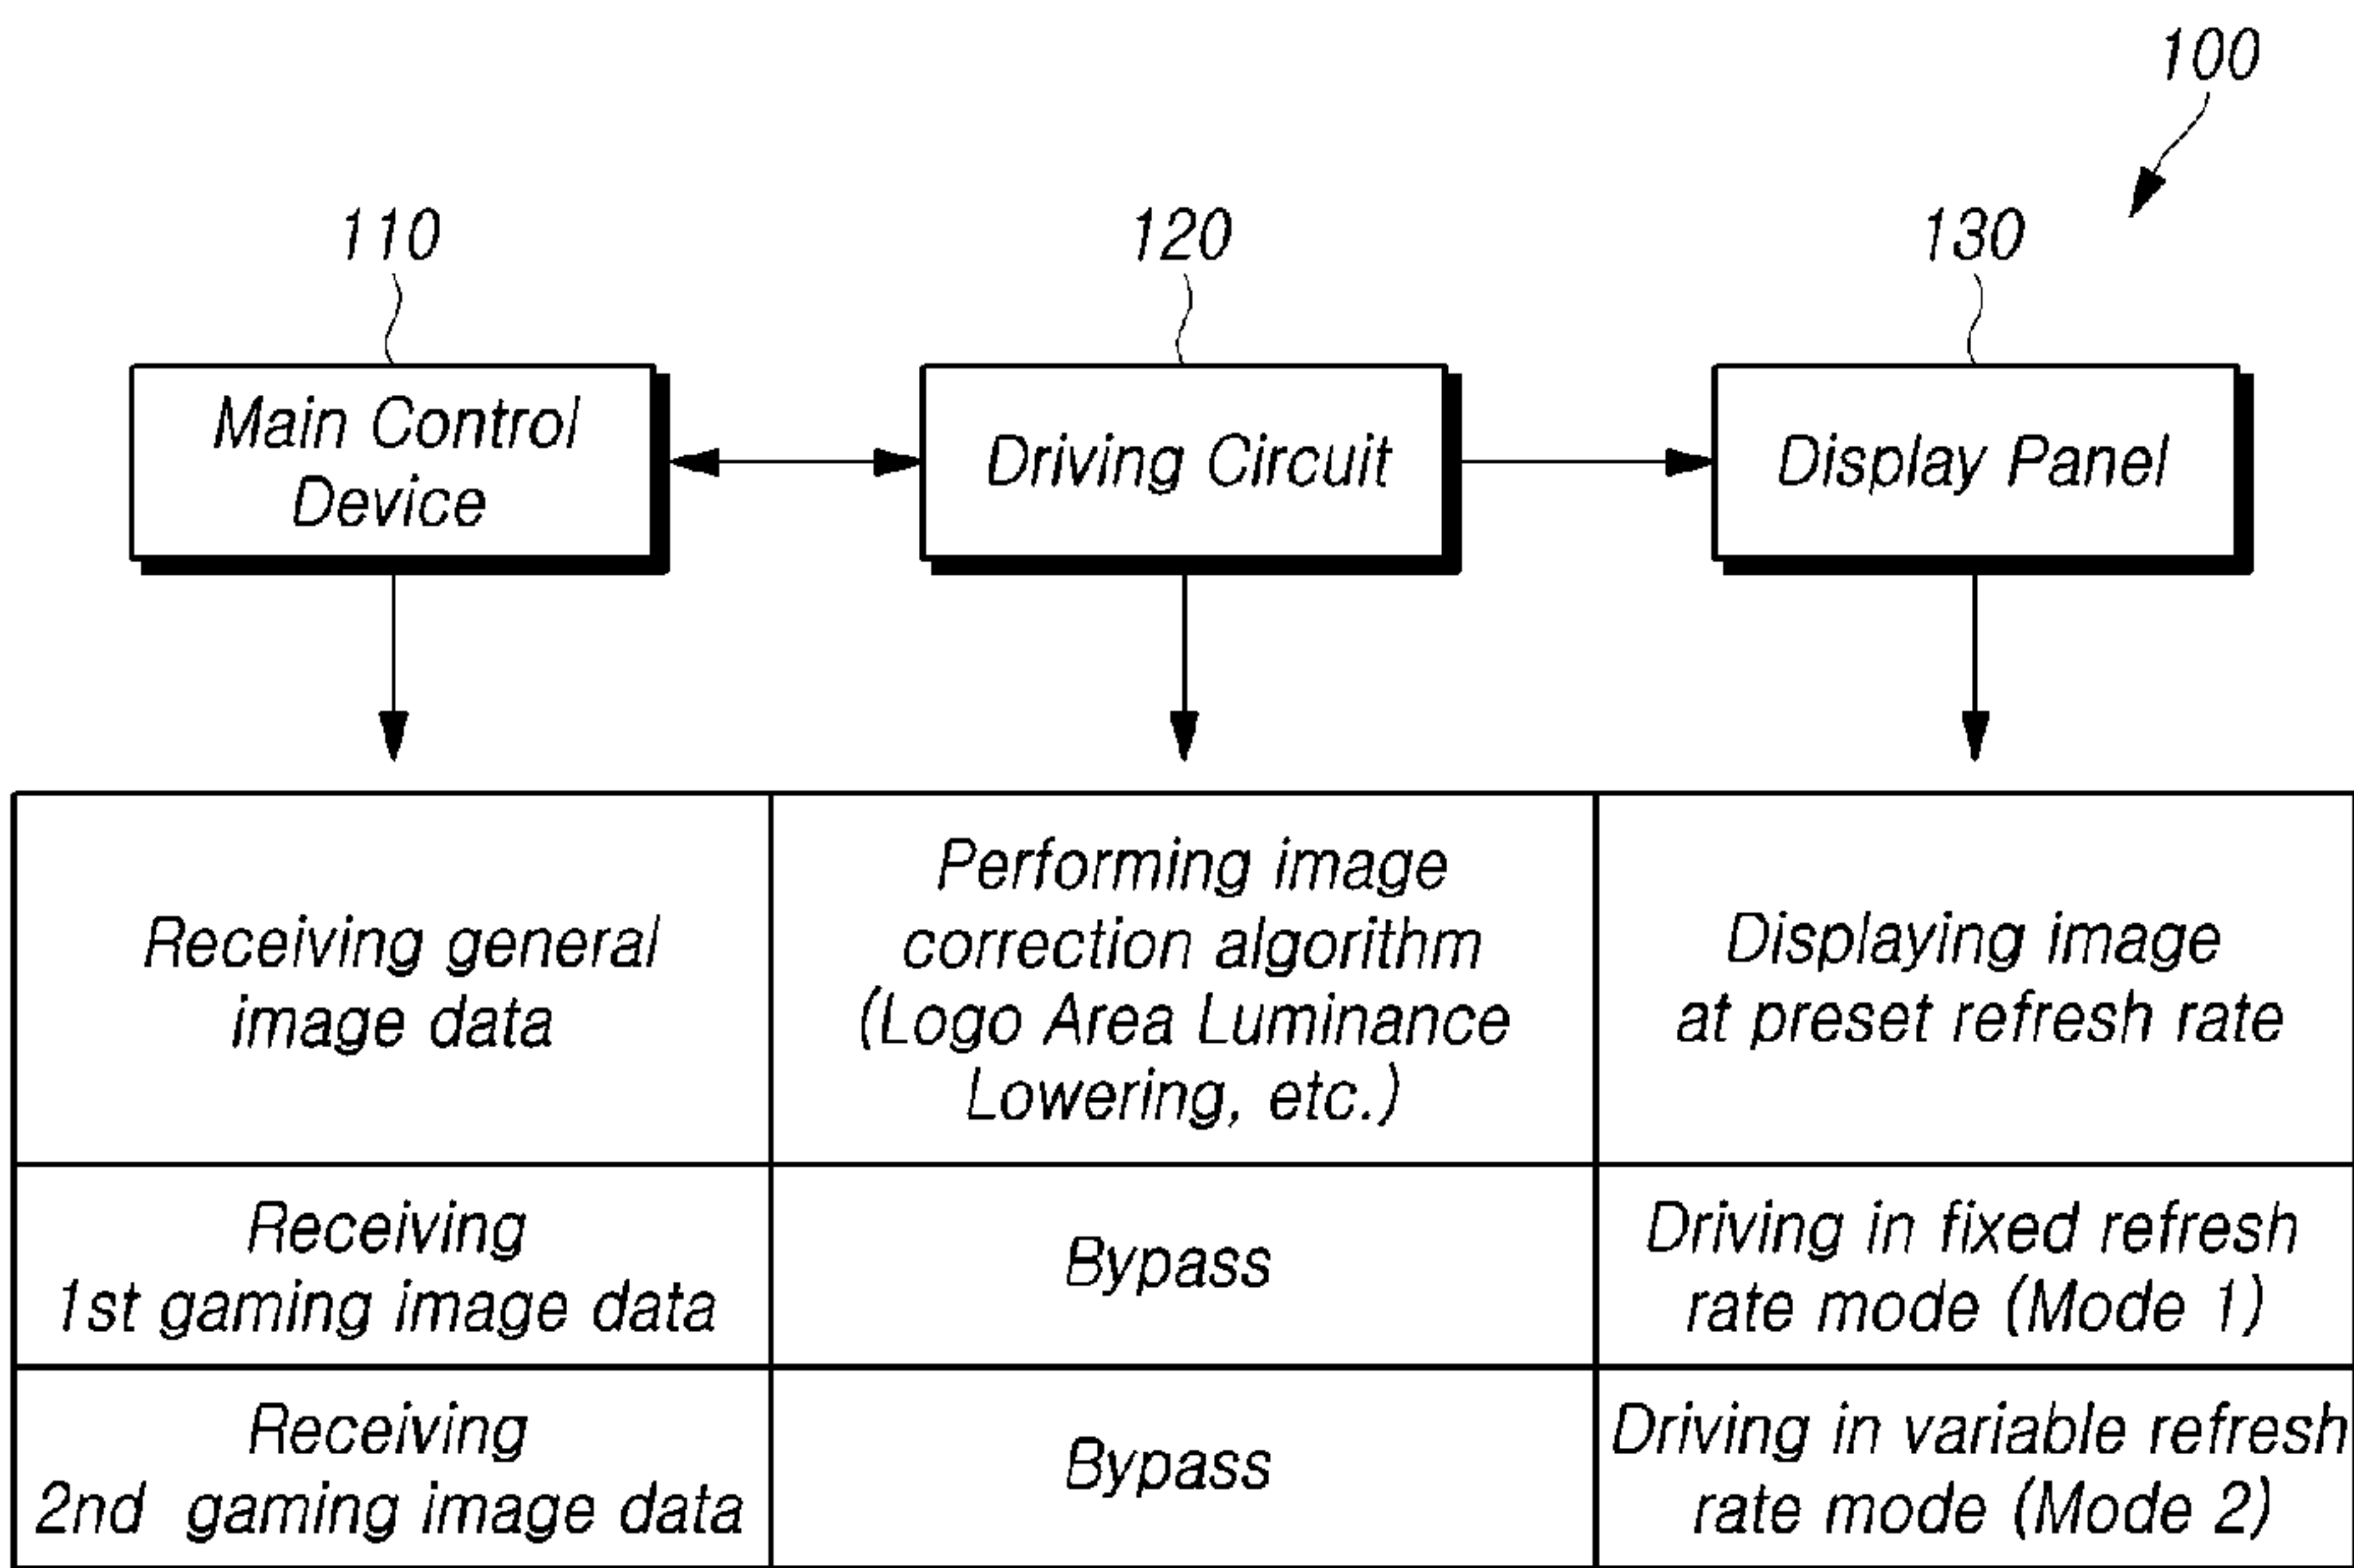 100
110
120
130
Main Control
Device
Driving Circuit
Display Panel
Receiving general
image data
Performing image
correction algorithm
(Logo Area Luminance
Lowering, etc.)
Displaying image
at preset refresh rate
Receiving
1st gaming image data
Bypass
Driving in fixed refresh
rate mode (Mode 1)
Receiving
2nd gaming image data
Bypass
Driving in variable refresh
rate mode (Mode 2)